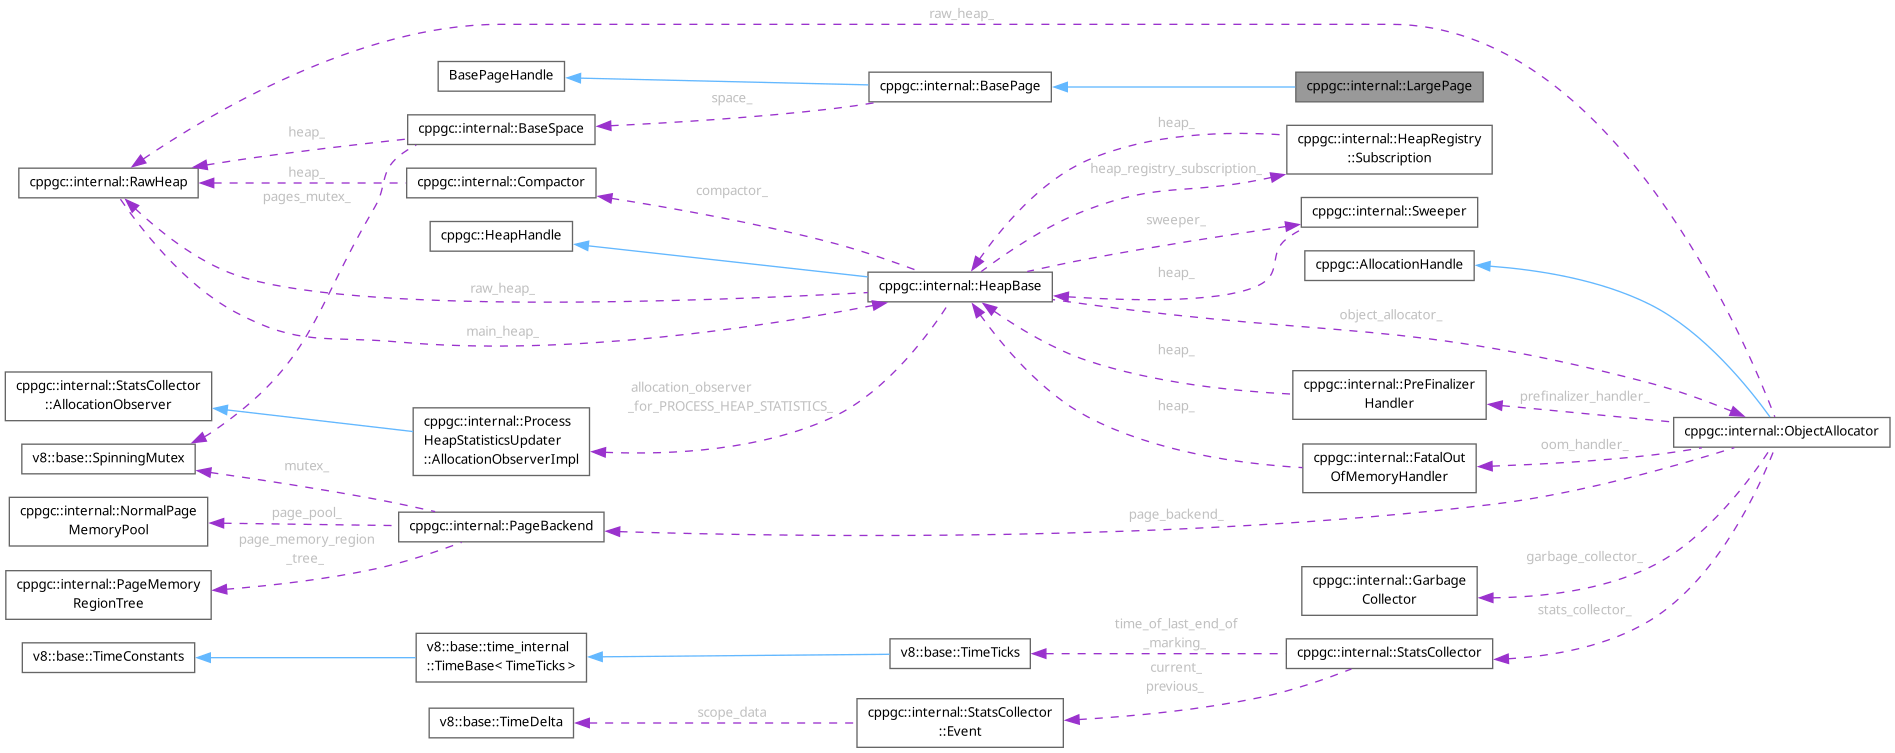 raw_heap_
BasePageHandle
cppgc::internal::BasePage
cppgc::internal::LargePage
space_
cppgc::internal::BaseSpace
heap_
heap_
cppgc::internal::HeapRegistry
::Subscription
heap_registry_subscription_
cppgc::internal::RawHeap
heap_
cppgc::internal::Compactor
compactor_
pages_mutex_
cppgc::internal::Sweeper
sweeper_
cppgc::HeapHandle
cppgc::AllocationHandle
heap_
raw_heap_
cppgc::internal::HeapBase
object_allocator_
main_heap_
heap_
cppgc::internal::StatsCollector
::AllocationObserver
allocation_observer
_for_PROCESS_HEAP_STATISTICS_
cppgc::internal::PreFinalizer
Handler
prefinalizer_handler_
heap_
cppgc::internal::Process
HeapStatisticsUpdater
::AllocationObserverImpl
cppgc::internal::ObjectAllocator
oom_handler_
v8::base::SpinningMutex
cppgc::internal::FatalOut
OfMemoryHandler
mutex_
cppgc::internal::NormalPage
MemoryPool
page_pool_
cppgc::internal::PageBackend
page_backend_
page_memory_region
_tree_
garbage_collector_
cppgc::internal::PageMemory
RegionTree
cppgc::internal::Garbage
Collector
stats_collector_
time_of_last_end_of
_marking_
v8::base::TimeConstants
v8::base::time_internal
::TimeBase< TimeTicks >
v8::base::TimeTicks
cppgc::internal::StatsCollector
current_
previous_
v8::base::TimeDelta
scope_data
cppgc::internal::StatsCollector
::Event